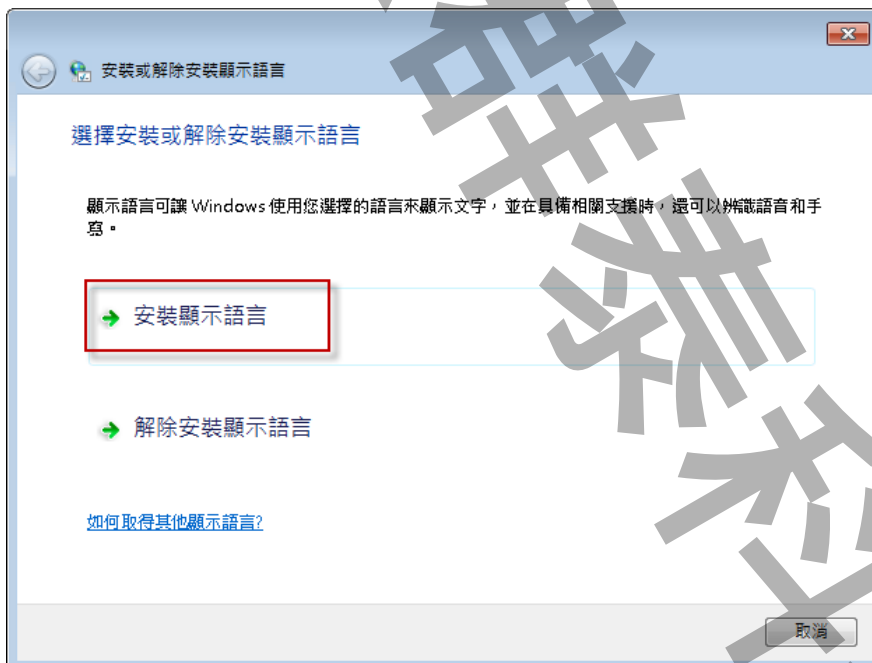 安裝或解除安裝顯示語言
選擇安裝或解除安裝顯示語言
顯示語言可讓 Windows 使用您選擇的語言來顯示文字，並在具備相關支援時，還可以辨識語音和手
寫。
安裝顯示語言
解除安裝顯示語言
如何取得其他顯示語言?
取消